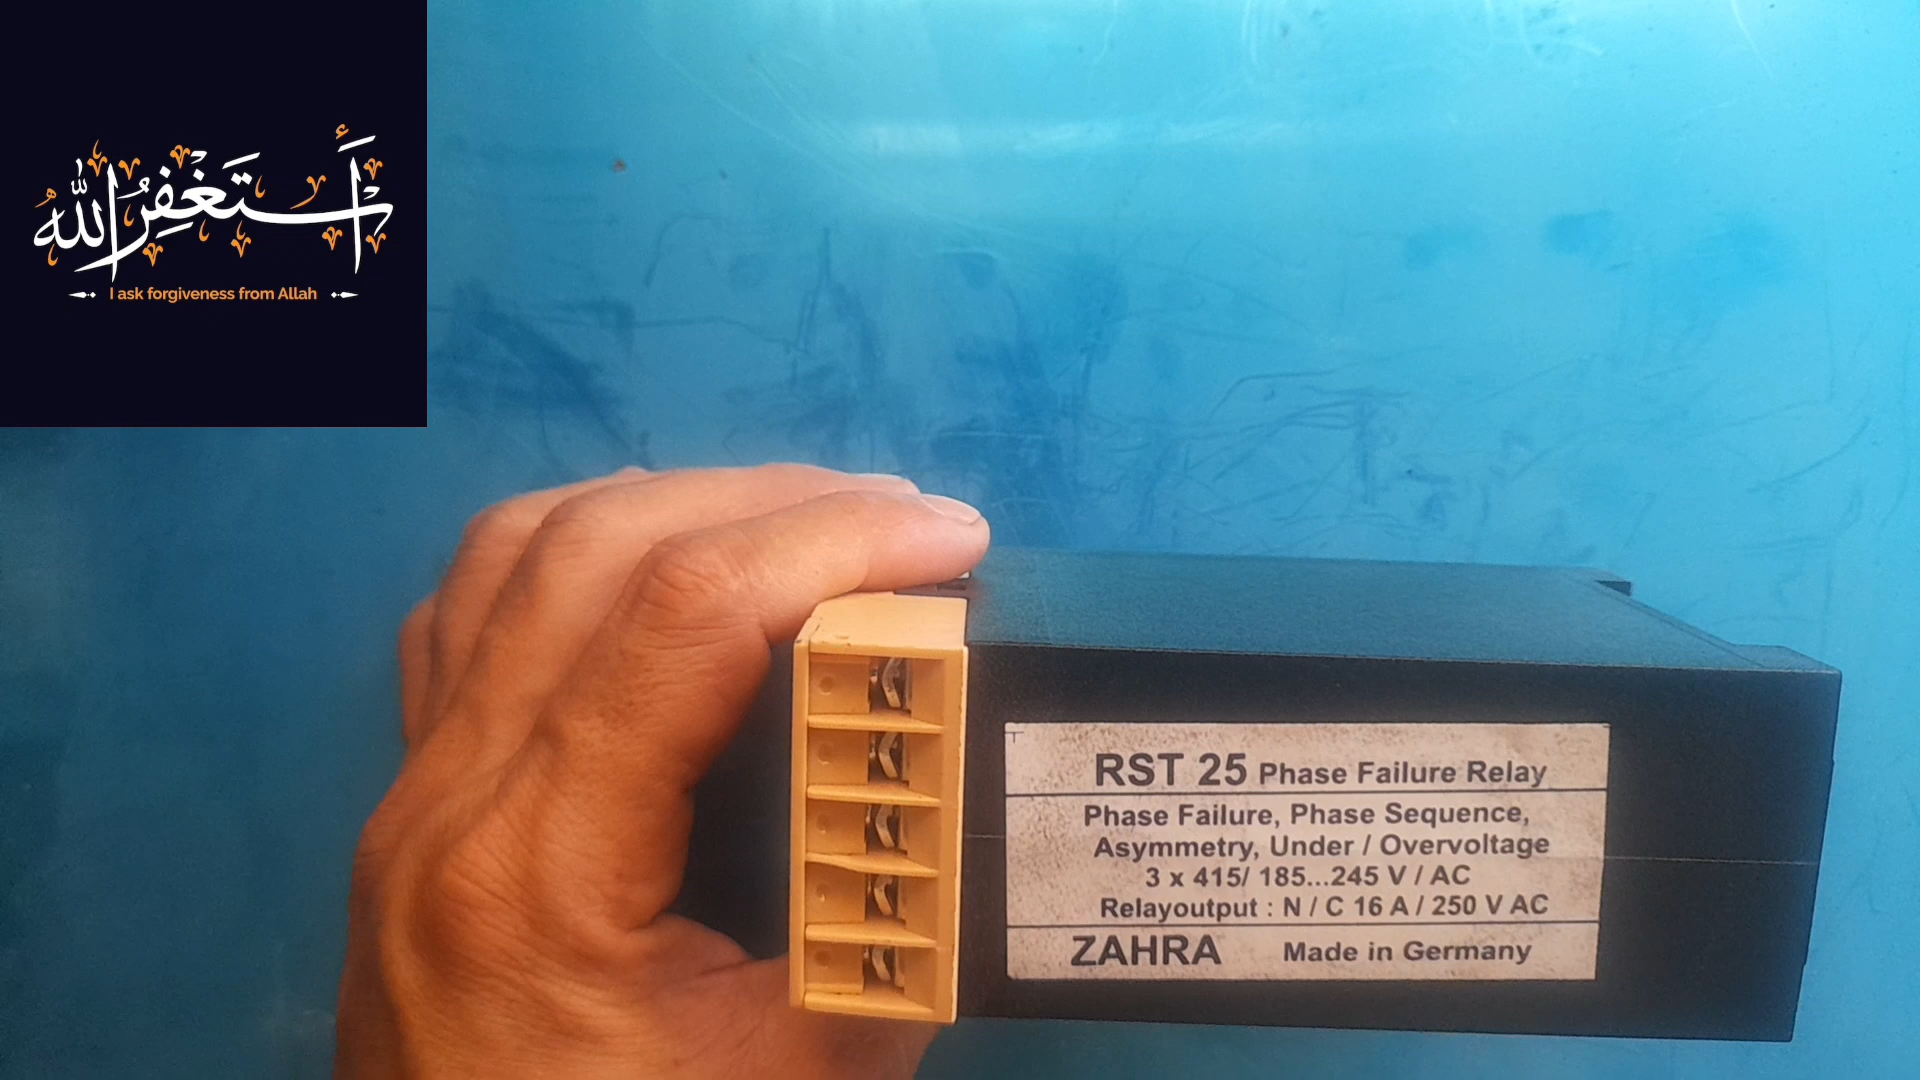 أَسْتَغْفِرُ اللهَ
I ask forgiveness from Allah
RST 25 Phase Failure Relay
Phase Failure, Phase Sequence,
Asymmetry, Under / Overvoltage
3 x 415/ 185...245 V / AC
Relayoutput : N / C 16 A / 250 V AC
ZAHRA Made in Germany